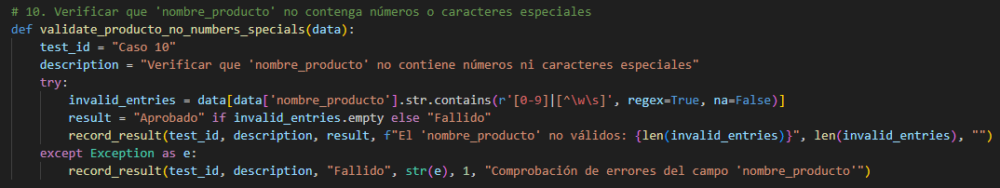 # 10. Verificar que 'nombre_producto' no contenga números o caracteres especiales
def validate_producto_no_numbers_specials(data):
    test_id = "Caso 10"
    description = "Verificar que 'nombre_producto' no contiene números ni caracteres especiales"
    try:
        invalid_entries = data[data['nombre_producto'].str.contains(r'[0-9]|[^\w\s]', regex=True, na=False)]
        result = "Aprobado" if invalid_entries.empty else "Fallido"
        record_result(test_id, description, result, f"El 'nombre_producto' no válidos: {len(invalid_entries)}", len(invalid_entries), "")
    except Exception as e:
        record_result(test_id, description, "Fallido", str(e), 1, "Comprobación de errores del campo 'nombre_producto'")